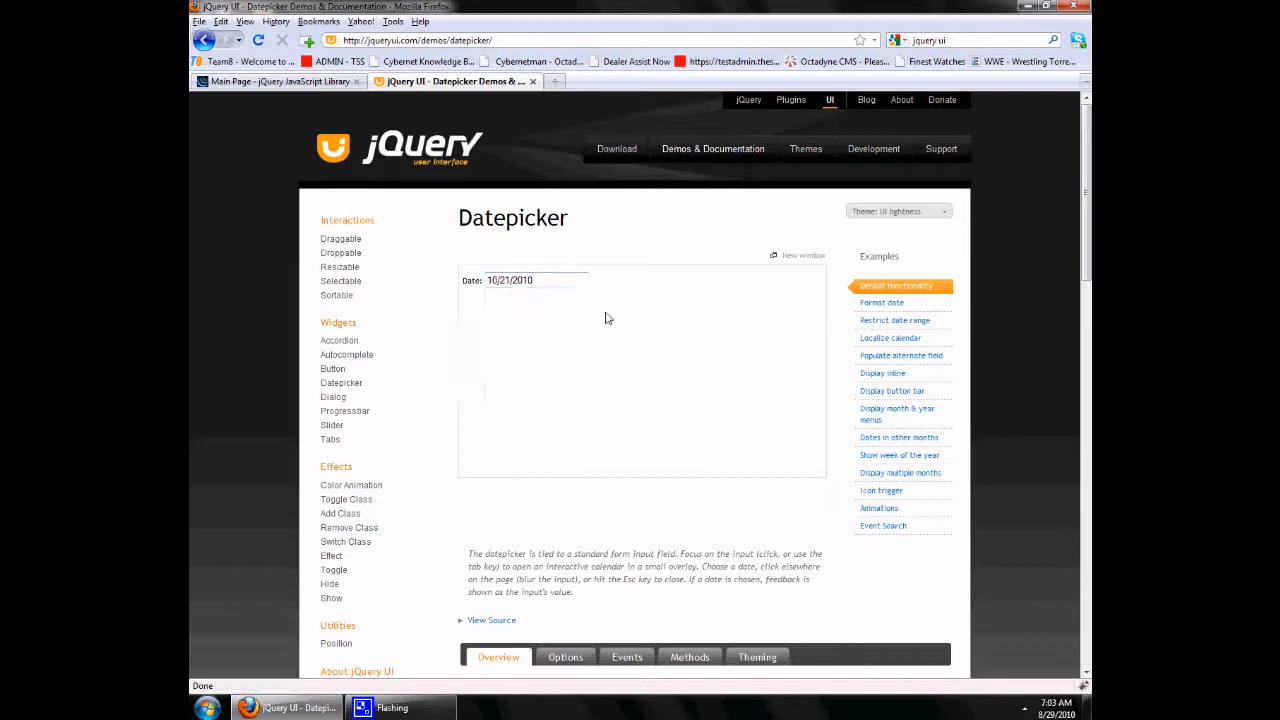 jQuery UI - Datepicker Demos & Documentation - Mozilla Firefox
File Edit View History Bookmarks Yahoo! Tools Help
http://jqueryui.com/demos/datepicker/
jquery ui
Team8 - Welcome to ... ADMIN - TSS Cybernet Knowledge B... Cybernetman - Octad... Dealer Assist Now https://testadmin.thes... Octadyne CMS - Pleas... Finest Watches WWE - Wrestling Torre...
Main Page - jQuery JavaScript Library
jQuery UI - Datepicker Demos & ...
jQuery Plugins UI Blog About Donate
jQuery
user interface
Download Demos & Documentation Themes Development Support
Interactions
Draggable
Droppable
Resizable
Selectable
Sortable
Widgets
Accordion
Autocomplete
Button
Datepicker
Dialog
Progressbar
Slider
Tabs
Effects
Color Animation
Toggle Class
Add Class
Remove Class
Switch Class
Effect
Toggle
Hide
Show
Utilities
Position
About jQuery UI
Datepicker
New window
Date: 10/21/2010
The datepicker is tied to a standard form input field. Focus on the input (click, or use the
tab key) to open an interactive calendar in a small overlay. Choose a date, click elsewhere
on the page (blur the input), or hit the Esc key to close. If a date is chosen, feedback is
shown as the input's value.
View Source
Overview Options Events Methods Theming
Theme: UI lightness
Examples
Default functionality
Format date
Restrict date range
Localize calendar
Populate alternate field
Display inline
Display button bar
Display month & year
menus
Dates in other months
Show week of the year
Display multiple months
Icon trigger
Animations
Event Search
Done
jQuery UI - Datepi...
Flashing
7:03 AM
8/29/2010